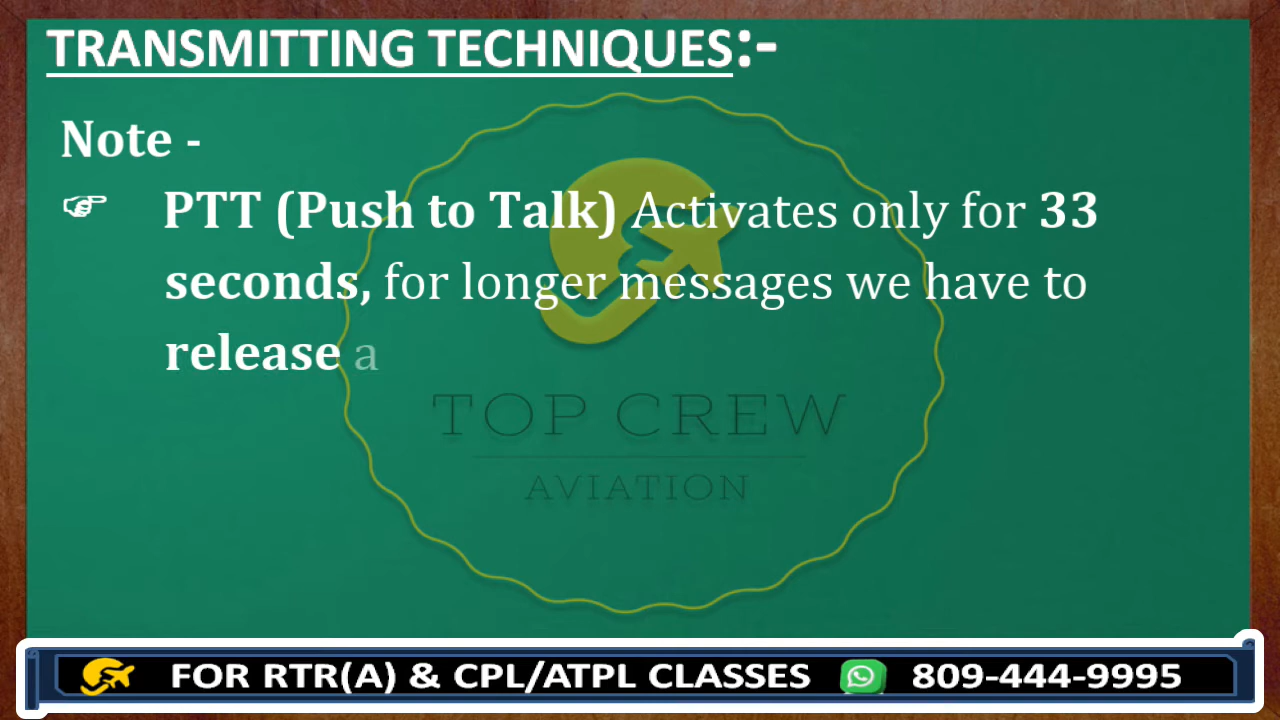 TRANSMITTING TECHNIQUES:-
Note -
☞ PTT (Push to Talk) Activates only for 33
seconds, for longer messages we have to
release a
TOP CREW
AVIATION
FOR RTR(A) & CPL/ATPL CLASSES 809-444-9995